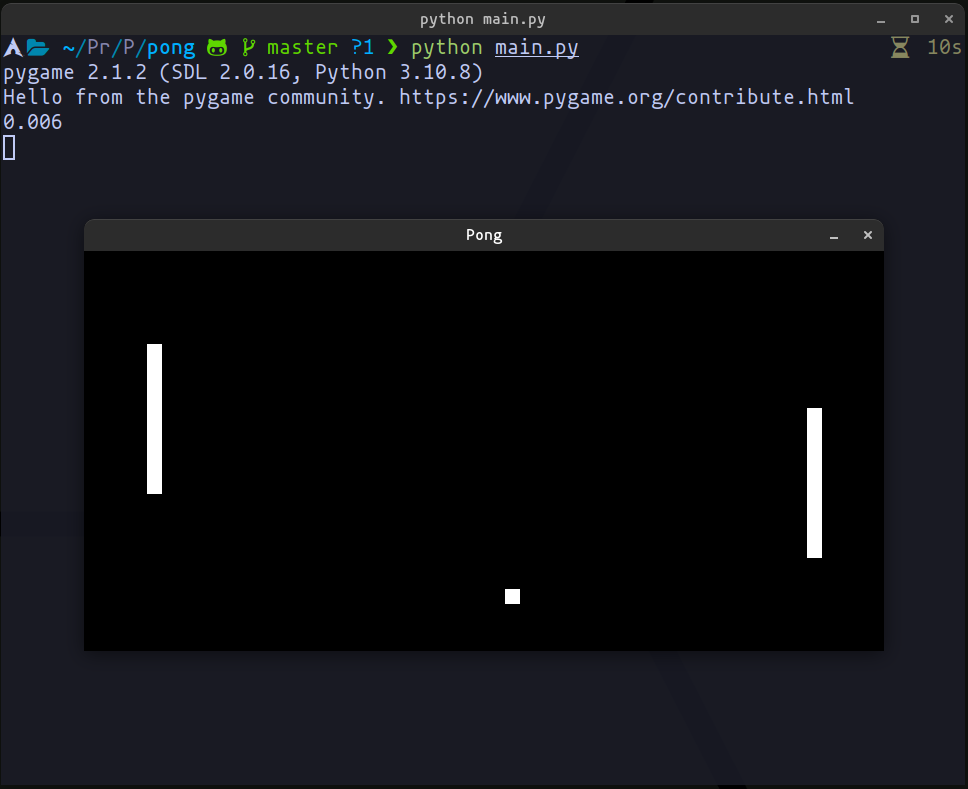 python main.py
~/Pr/P/pong master ?1 ❯ python main.py 10s
pygame 2.1.2 (SDL 2.0.16, Python 3.10.8)
Hello from the pygame community. https://www.pygame.org/contribute.html
0.006
Pong